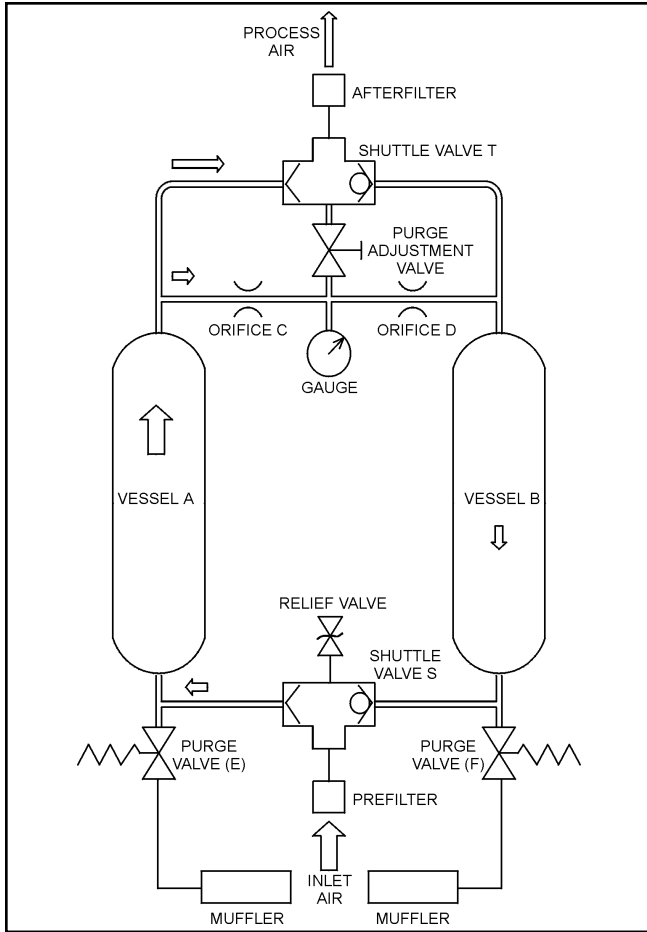 PROCESS
AIR
AFTERFILTER
SHUTTLE VALVE T
PURGE
ADJUSTMENT
VALVE
ORIFICE C
ORIFICE D
GAUGE
VESSEL A
VESSEL B
RELIEF VALVE
SHUTTLE
VALVE S
PURGE
VALVE (E)
PURGE
VALVE (F)
PREFILTER
INLET
AIR
MUFFLER
MUFFLER